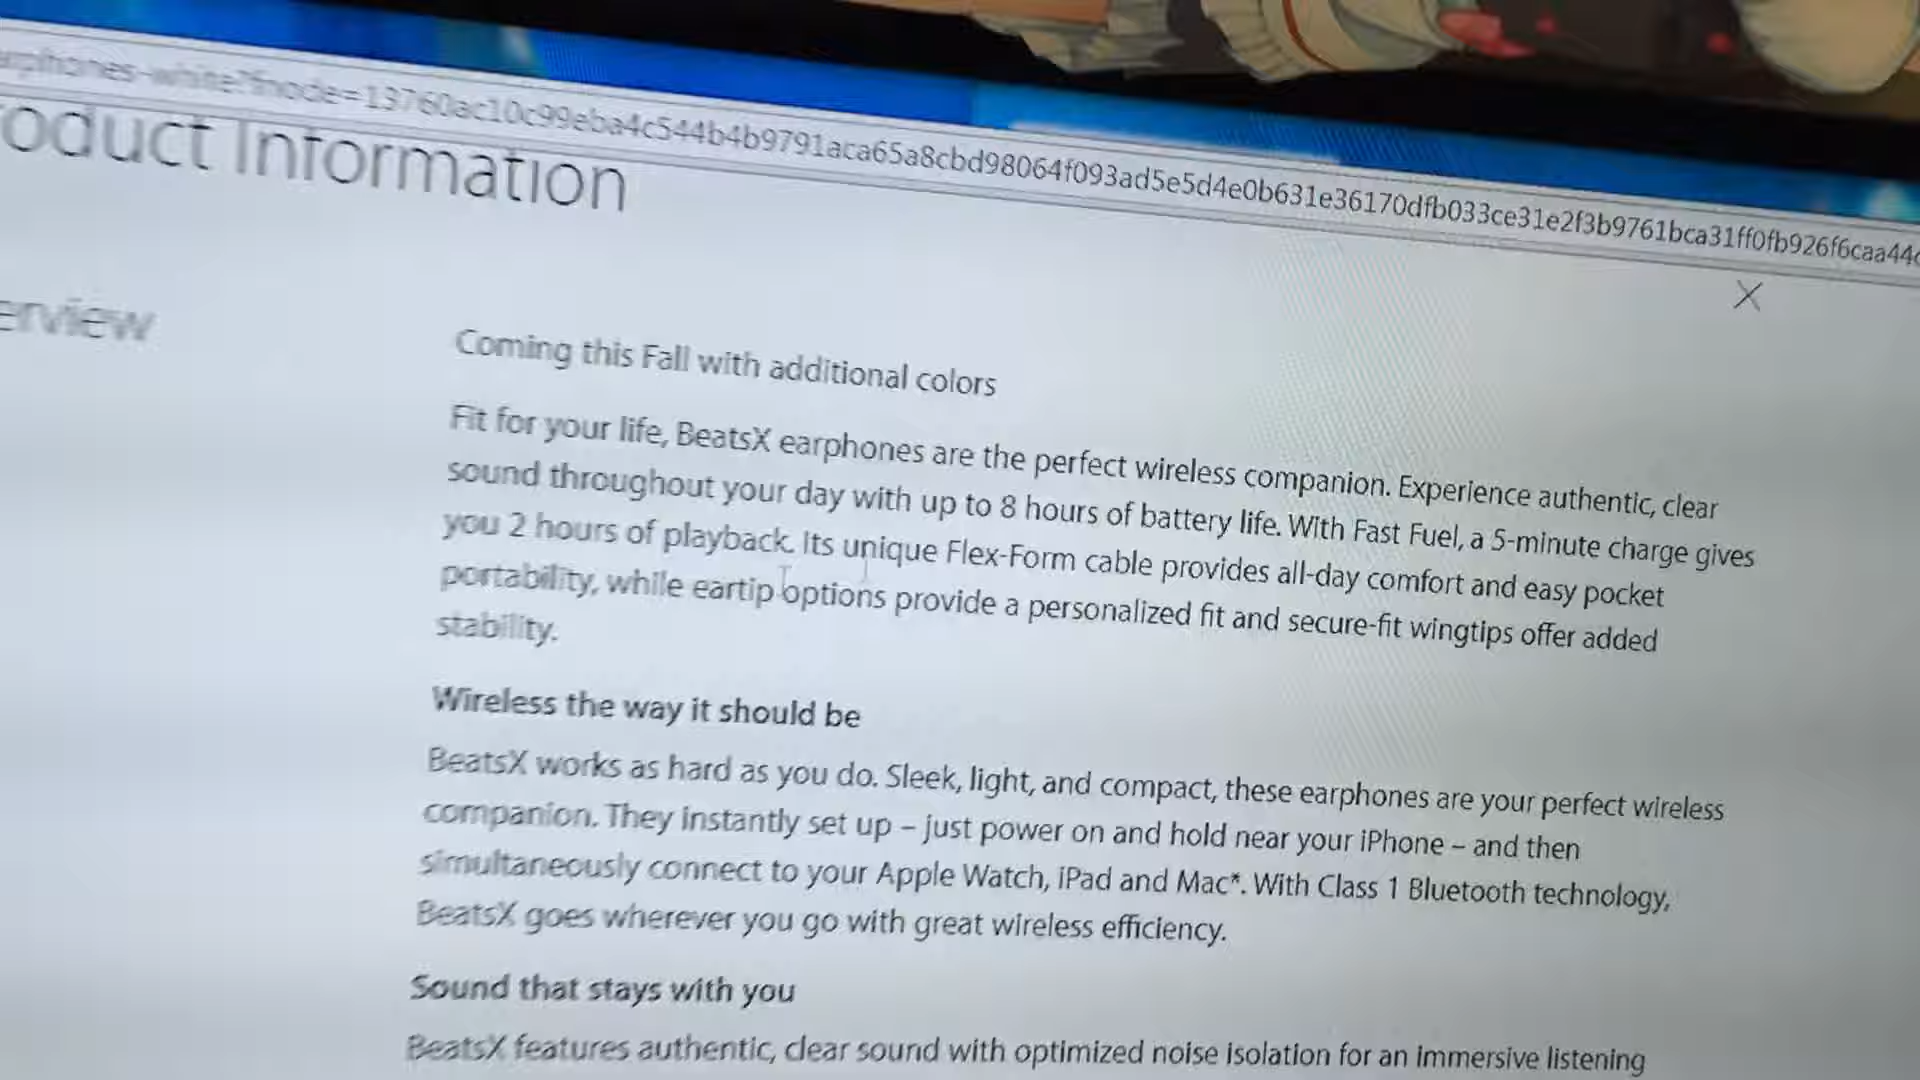 earphones-white?fnode=13760ac10c99eba4c544b4b9791aca65a8cbd98064f093ad5e5d4e0b631e36170dfb033ce31e2f3b9761bca31ff0fb926f6caa44c
oduct Information
erview
Coming this Fall with additional colors
Fit for your life, BeatsX earphones are the perfect wireless companion. Experience authentic, clear
sound throughout your day with up to 8 hours of battery life. With Fast Fuel, a 5-minute charge gives
you 2 hours of playback. Its unique Flex-Form cable provides all-day comfort and easy pocket
portability, while eartip options provide a personalized fit and secure-fit wingtips offer added
stability.
Wireless the way it should be
BeatsX works as hard as you do. Sleek, light, and compact, these earphones are your perfect wireless
companion. They instantly set up – just power on and hold near your iPhone – and then
simultaneously connect to your Apple Watch, iPad and Mac*. With Class 1 Bluetooth technology,
BeatsX goes wherever you go with great wireless efficiency.
Sound that stays with you
BeatsX features authentic, clear sound with optimized noise isolation for an immersive listening